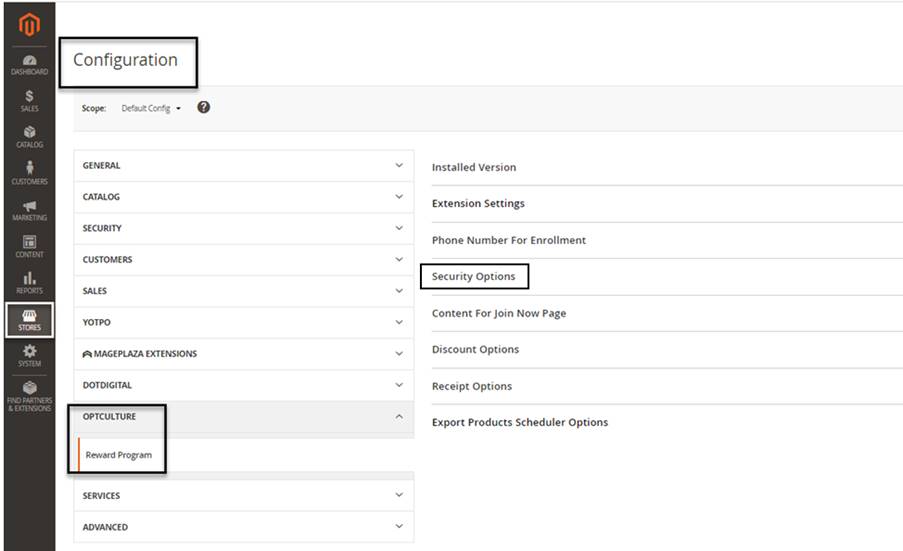 DASHBOARD
SALES
CATALOG
CUSTOMERS
MARKETING
CONTENT
REPORTS
STORES
SYSTEM
FIND PARTNERS
& EXTENSIONS
Configuration
Scope: Default Config ?
GENERAL
CATALOG
SECURITY
CUSTOMERS
SALES
YOTPO
MAGEPLAZA EXTENSIONS
DOTDIGITAL
OPTCULTURE
Reward Program
SERVICES
ADVANCED
Installed Version
Extension Settings
Phone Number For Enrollment
Security Options
Content For Join Now Page
Discount Options
Receipt Options
Export Products Scheduler Options